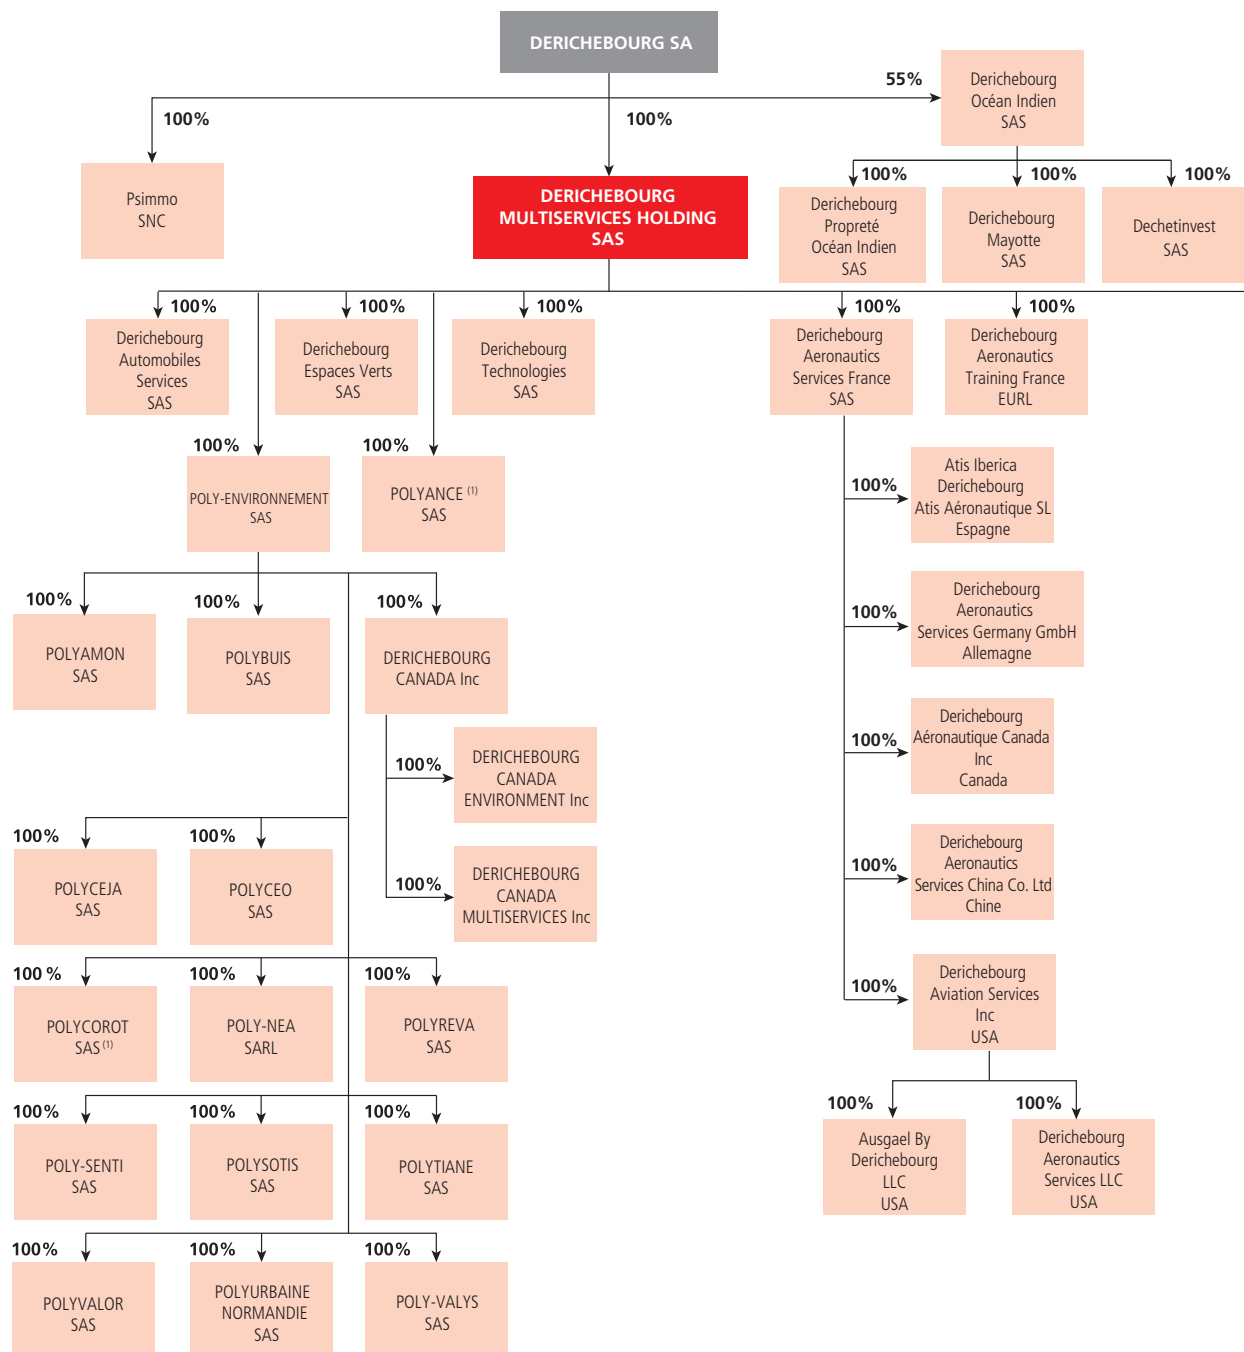 DERICHEBOURG SA
55%
Derichebourg
Océan Indien
SAS
100%
100%
Psimmo
SNC
DERICHEBOURG
MULTISERVICES HOLDING
SAS
100%
100%
100%
Derichebourg
Propreté
Océan Indien
SAS
Derichebourg
Mayotte
SAS
Dechetinvest
SAS
100%
100%
100%
100%
100%
Derichebourg
Automobiles
Services
SAS
Derichebourg
Espaces Verts
SAS
Derichebourg
Technologies
SAS
Derichebourg
Aeronautics
Services France
SAS
Derichebourg
Aeronautics
Training France
EURL
100%
100%
POLY-ENVIRONNEMENT
SAS
POLYANCE (1)
SAS
100%
Atis Iberica
Derichebourg
Atis Aéronautique SL
Espagne
100%
100%
100%
POLYAMON
SAS
POLYBUIS
SAS
DERICHEBOURG
CANADA Inc
100%
Derichebourg
Aeronautics
Services Germany GmbH
Allemagne
100%
DERICHEBOURG
CANADA
ENVIRONMENT Inc
100%
Derichebourg
Aéronautique Canada
Inc
Canada
100%
100%
POLYCEJA
SAS
POLYCEO
SAS
100%
DERICHEBOURG
CANADA
MULTISERVICES Inc
100%
Derichebourg
Aeronautics
Services China Co. Ltd
Chine
100 %
100%
100%
POLYCOROT
SAS (1)
POLY-NEA
SARL
POLYREVA
SAS
100%
Derichebourg
Aviation Services
Inc
USA
100%
100%
100%
POLY-SENTI
SAS
POLYSOTIS
SAS
POLYTIANE
SAS
100%
100%
Ausgael By
Derichebourg
LLC
USA
Derichebourg
Aeronautics
Services LLC
USA
100%
100%
100%
POLYVALOR
SAS
POLYURBAINE
NORMANDIE
SAS
POLY-VALYS
SAS